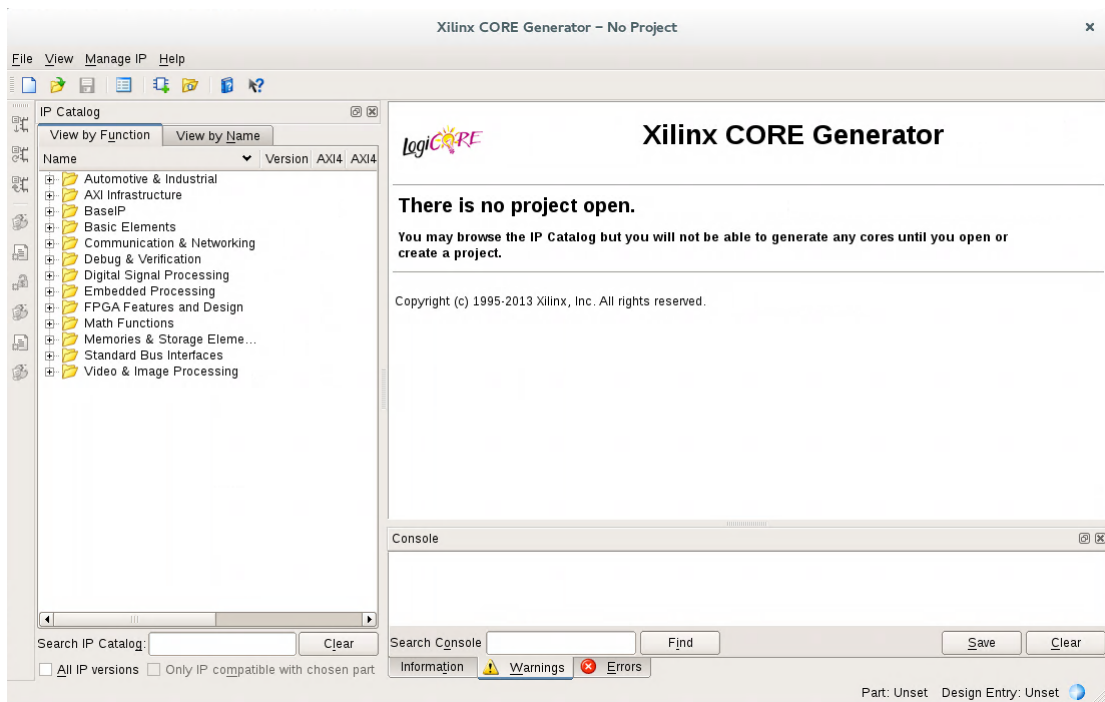 Xilinx CORE Generator – No Project
File View Manage IP Help
IP Catalog
View by Function View by Name
Name Version AXI4 AXI4
Automotive & Industrial
AXI Infrastructure
BaseIP
Basic Elements
Communication & Networking
Debug & Verification
Digital Signal Processing
Embedded Processing
FPGA Features and Design
Math Functions
Memories & Storage Eleme...
Standard Bus Interfaces
Video & Image Processing
Search IP Catalog: Clear
All IP versions Only IP compatible with chosen part
LogiCORE
Xilinx CORE Generator
There is no project open.
You may browse the IP Catalog but you will not be able to generate any cores until you open or
create a project.
Copyright (c) 1995-2013 Xilinx, Inc. All rights reserved.
Console
Search Console Find Save Clear
Information Warnings Errors
Part: Unset Design Entry: Unset